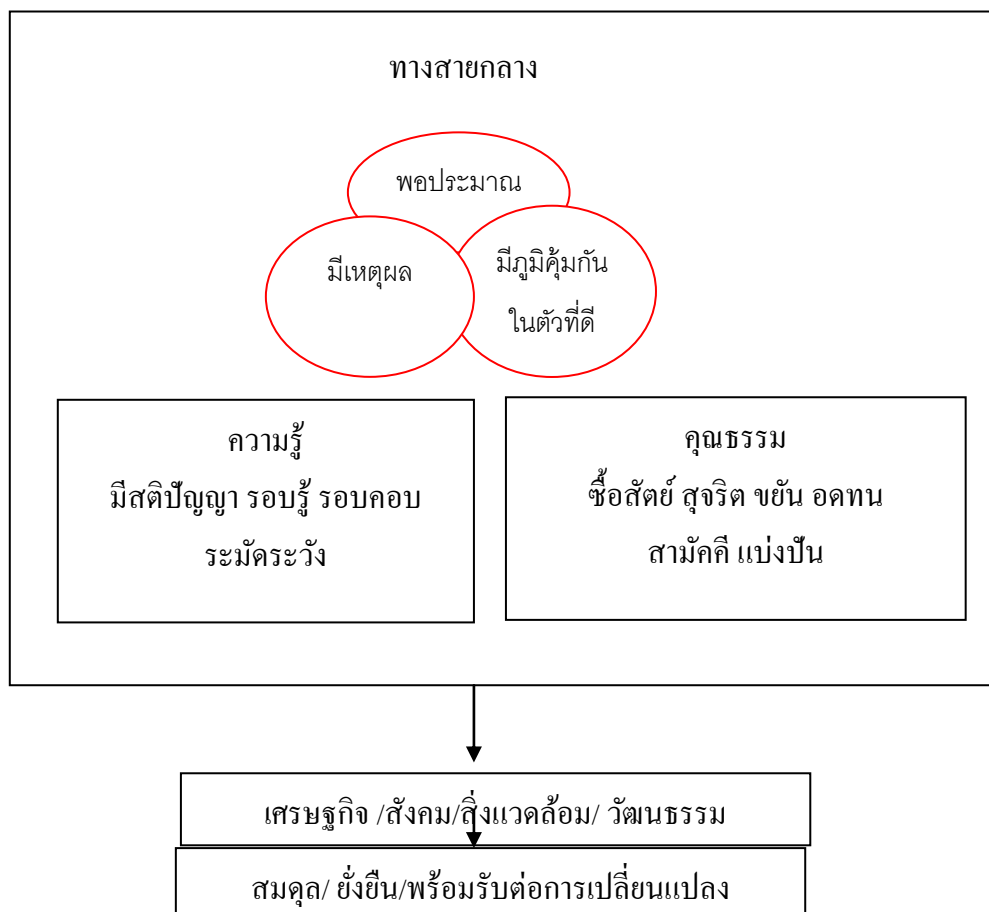 ทางสายกลาง
พอประมาณ
มีเหตุผล
มีภูมิคุ้มกัน
ในตัวที่ดี
ความรู้
มีสติปัญญา รอบรู้ รอบคอบ
ระมัดระวัง
คุณธรรม
ซื้อสัตย์ สุจริต ขยัน อดทน
สามัคคี แบ่งปัน
เศรษฐกิจ /สังคม/สิ่งแวดล้อม/ วัฒนธรรม
สมดุล/ ยั่งยืน/พร้อมรับต่อการเปลี่ยนแปลง